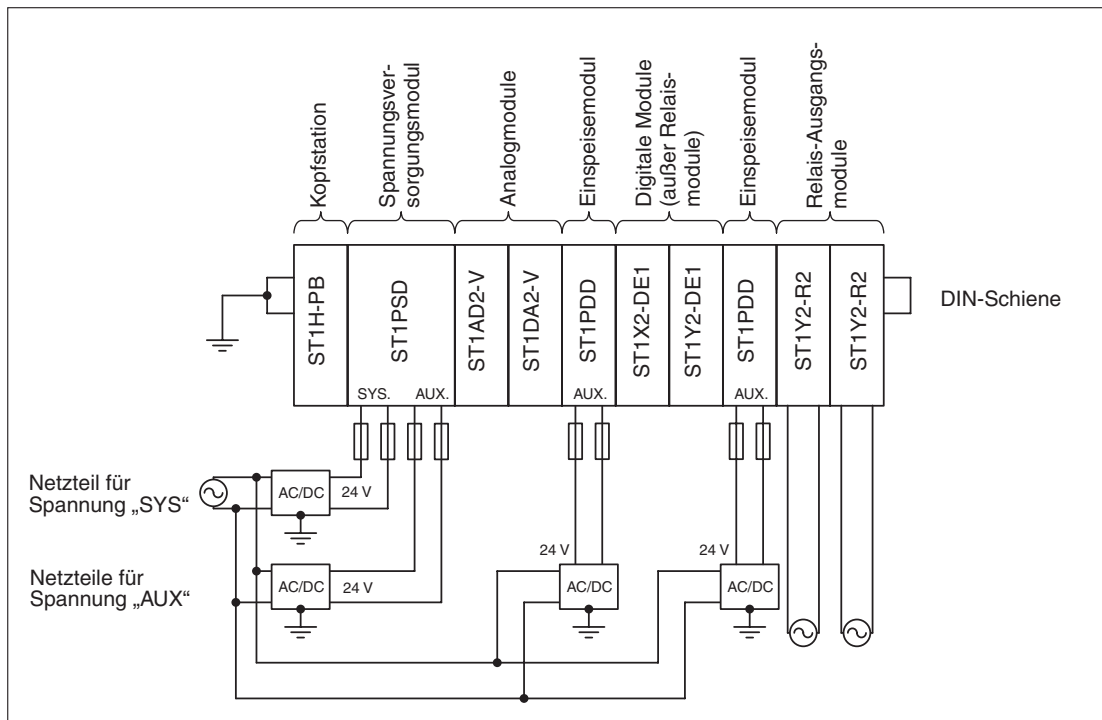 Kopfstation
Spannungsver-
sorgungsmodul
Analogmodule
Einspeisemodul
Digitale Module
(außer Relais-
module)
Einspeisemodul
Relais-Ausgangs-
module
ST1H-PB
ST1PSD
ST1AD2-V
ST1DA2-V
ST1PDD
ST1X2-DE1
ST1Y2-DE1
ST1PDD
ST1Y2-R2
ST1Y2-R2
DIN-Schiene
SYS.
AUX.
AUX.
AUX.
Netzteil für
Spannung „SYS“
AC/DC
24 V
Netzteile für
Spannung „AUX“
AC/DC
24 V
24 V
AC/DC
24 V
AC/DC